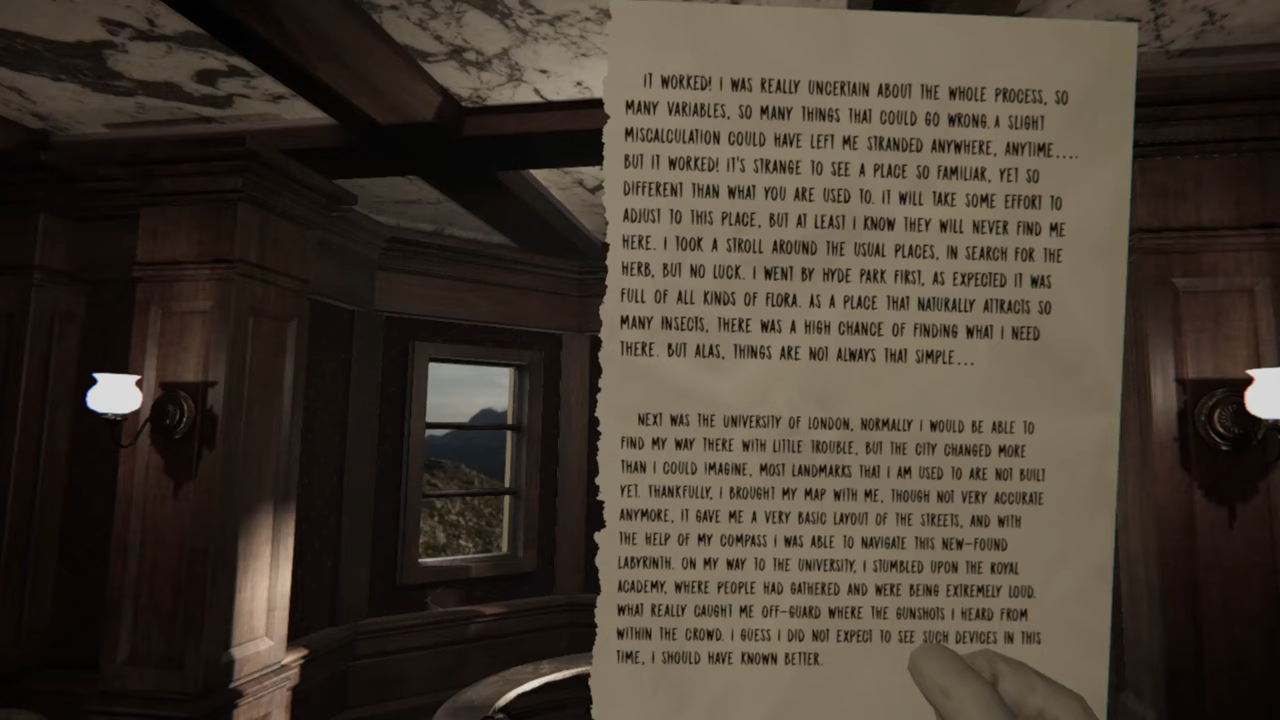 IT WORKED! I WAS REALLY UNCERTAIN ABOUT THE WHOLE PROCESS, SO
MANY VARIABLES, SO MANY THINGS THAT COULD GO WRONG. A SLIGHT
MISCALCULATION COULD HAVE LEFT ME STRANDED ANYWHERE, ANYTIME....
BUT IT WORKED! IT'S STRANGE TO SEE A PLACE SO FAMILIAR, YET SO
DIFFERENT THAN WHAT YOU ARE USED TO. IT WILL TAKE SOME EFFORT TO
ADJUST TO THIS PLACE, BUT AT LEAST I KNOW THEY WILL NEVER FIND ME
HERE. I TOOK A STROLL AROUND THE USUAL PLACES, IN SEARCH FOR THE
HERB, BUT NO LUCK. I WENT BY HYDE PARK FIRST, AS EXPECTED IT WAS
FULL OF ALL KINDS OF FLORA. AS A PLACE THAT NATURALLY ATTRACTS SO
MANY INSECTS, THERE WAS A HIGH CHANCE OF FINDING WHAT I NEED
THERE. BUT ALAS, THINGS ARE NOT ALWAYS THAT SIMPLE...
NEXT WAS THE UNIVERSITY OF LONDON, NORMALLY I WOULD BE ABLE TO
FIND MY WAY THERE WITH LITTLE TROUBLE, BUT THE CITY CHANGED MORE
THAN I COULD IMAGINE, MOST LANDMARKS THAT I AM USED TO ARE NOT BUILT
YET. THANKFULLY, I BROUGHT MY MAP WITH ME, THOUGH NOT VERY ACCURATE
ANYMORE, IT GAVE ME A VERY BASIC LAYOUT OF THE STREETS, AND WITH
THE HELP OF MY COMPASS I WAS ABLE TO NAVIGATE THIS NEW-FOUND
LABYRINTH. ON MY WAY TO THE UNIVERSITY, I STUMBLED UPON THE ROYAL
ACADEMY, WHERE PEOPLE HAD GATHERED AND WERE BEING EXTREMELY LOUD.
WHAT REALLY CAUGHT ME OFF-GUARD WHERE THE GUNSHOTS I HEARD FROM
WITHIN THE CROWD. I GUESS I DID NOT EXPECT TO SEE SUCH DEVICES IN THIS
TIME, I SHOULD HAVE KNOWN BETTER.